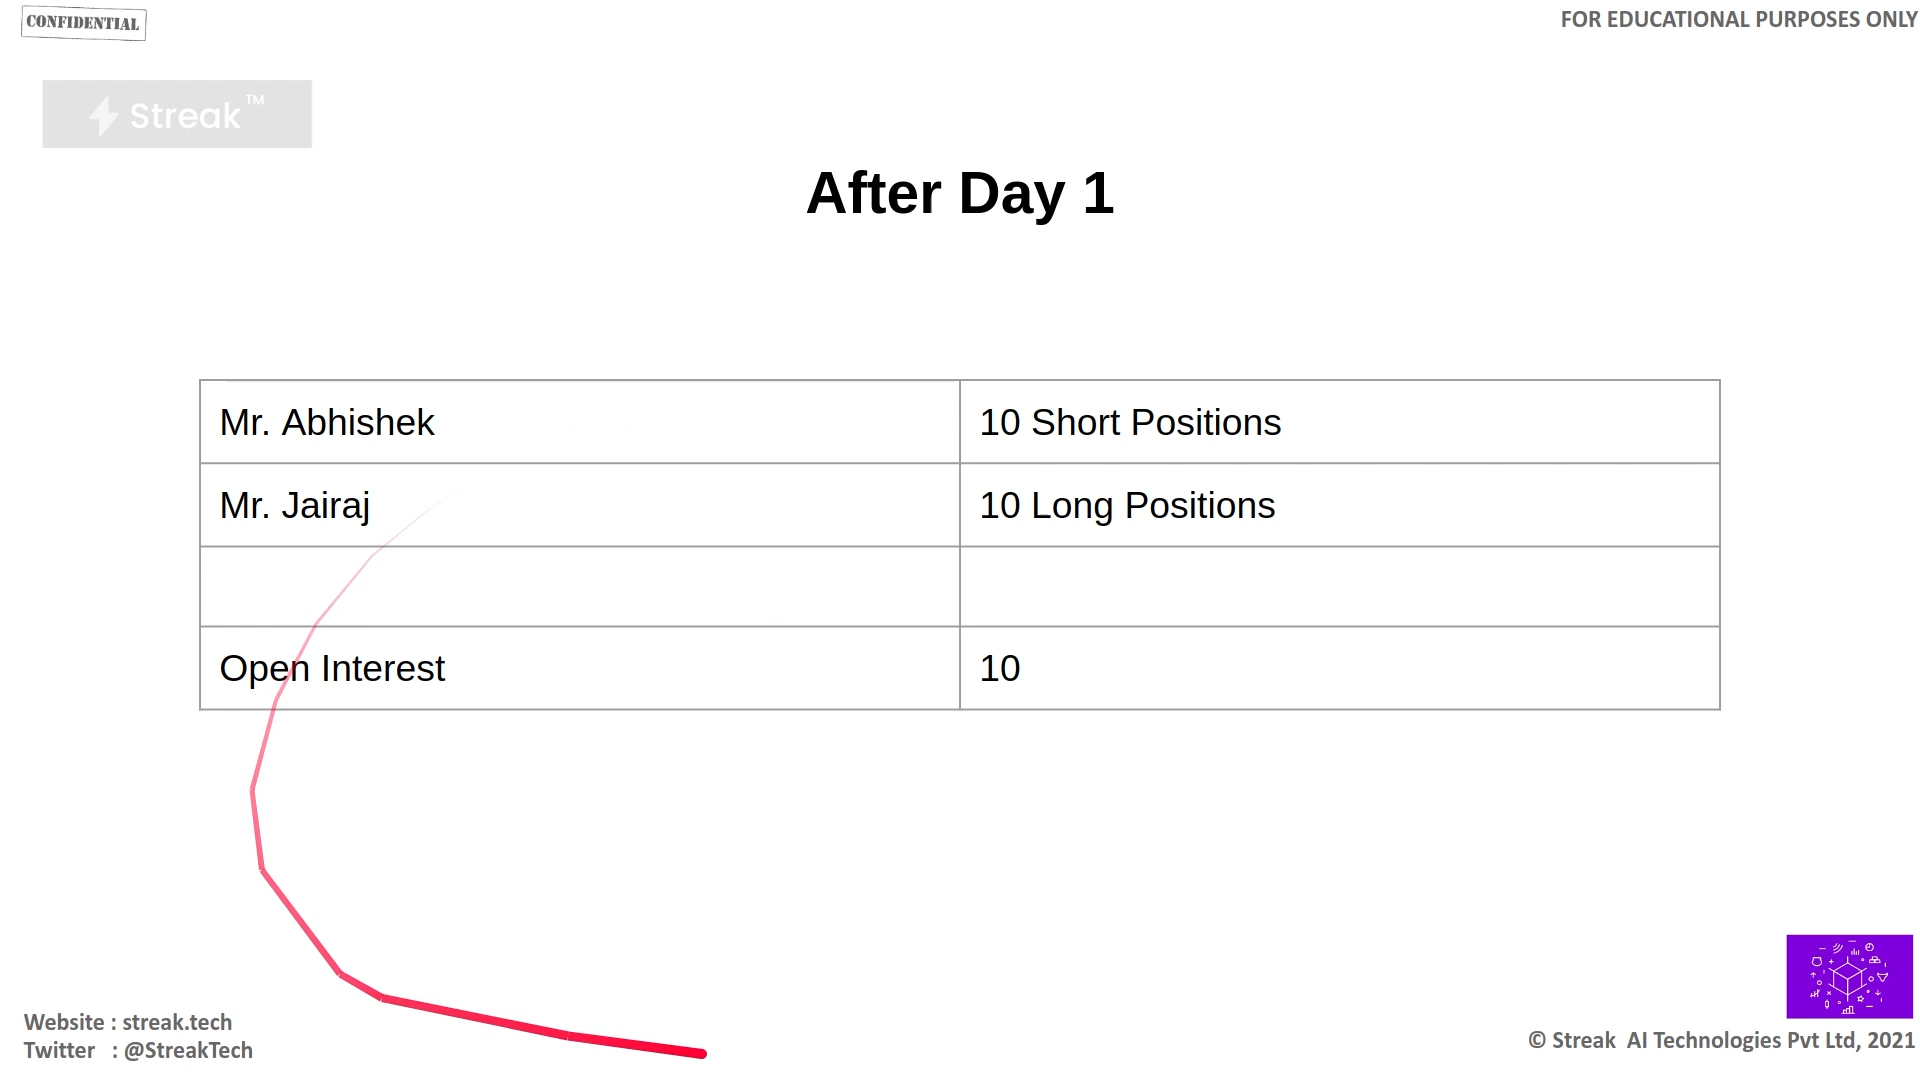 CONFIDENTIAL
FOR EDUCATIONAL PURPOSES ONLY
Streak™
After Day 1
Mr. Abhishek 10 Short Positions
Mr. Jairaj 10 Long Positions
Open Interest 10
Website : streak.tech
Twitter : @StreakTech
© Streak AI Technologies Pvt Ltd, 2021